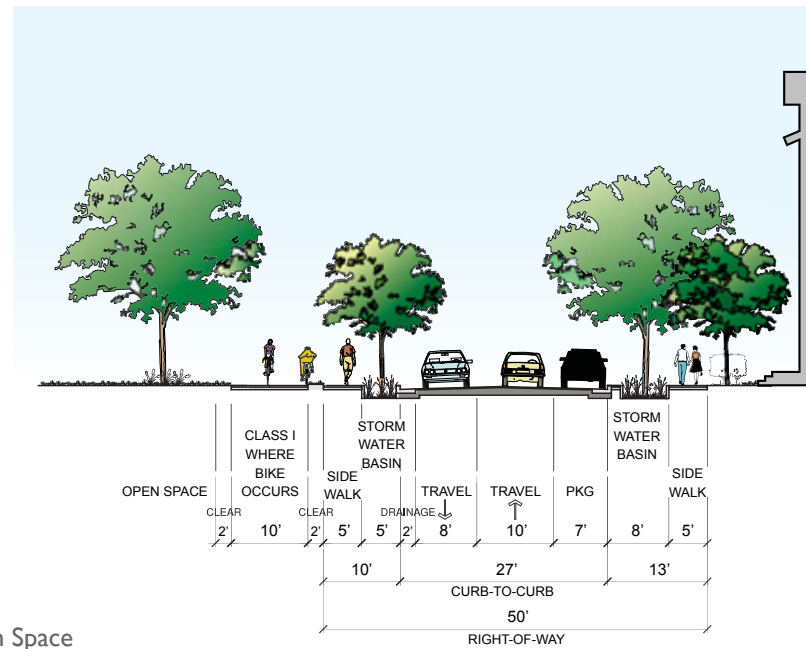 OPEN SPACE
CLEAR
2'
CLASS I
WHERE
BIKE
OCCURS
10'
CLEAR
2'
SIDE
WALK
5'
STORM
WATER
BASIN
5'
DRAINAGE
2'
TRAVEL
8'
TRAVEL
10'
PKG
7'
STORM
WATER
BASIN
8'
SIDE
WALK
5'
10'
27'
13'
CURB-TO-CURB
50'
RIGHT-OF-WAY
Space